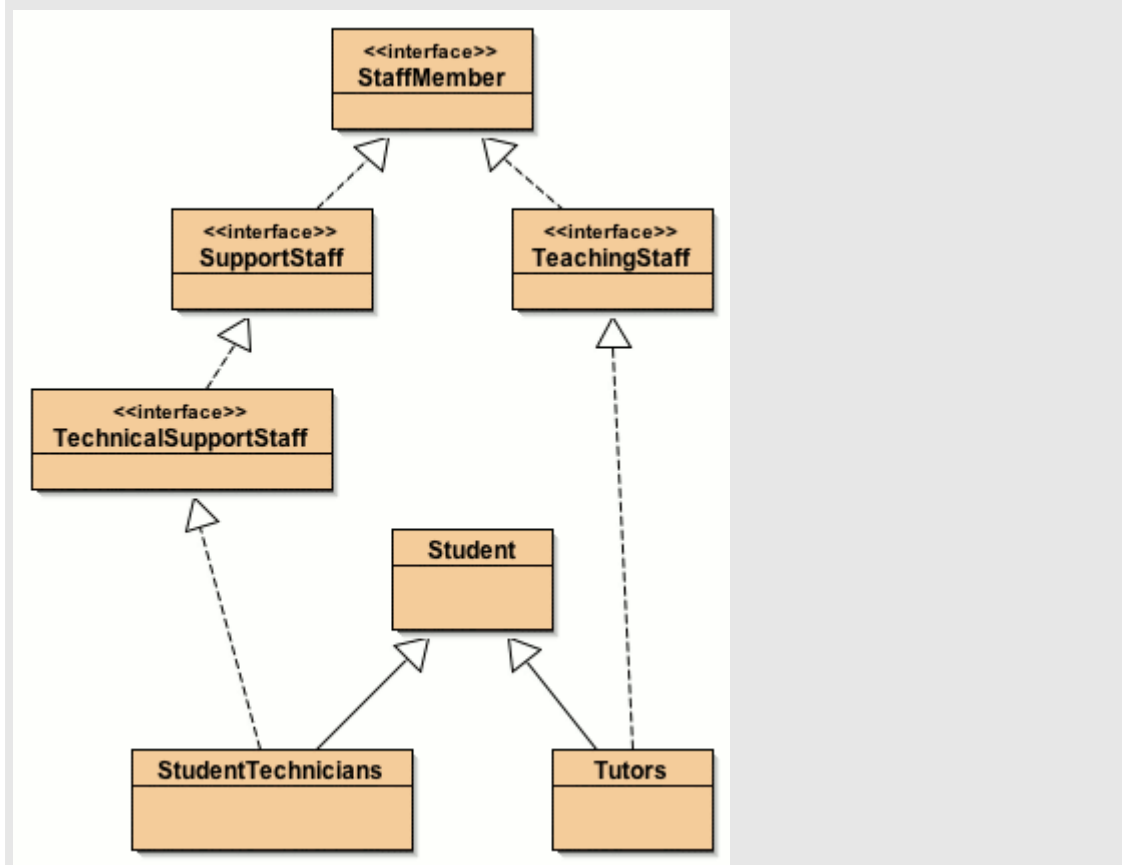 <<interface>>
StaffMember
<<interface>>
SupportStaff
<<interface>>
TeachingStaff
<<interface>>
TechnicalSupportStaff
Student
StudentTechnicians
Tutors